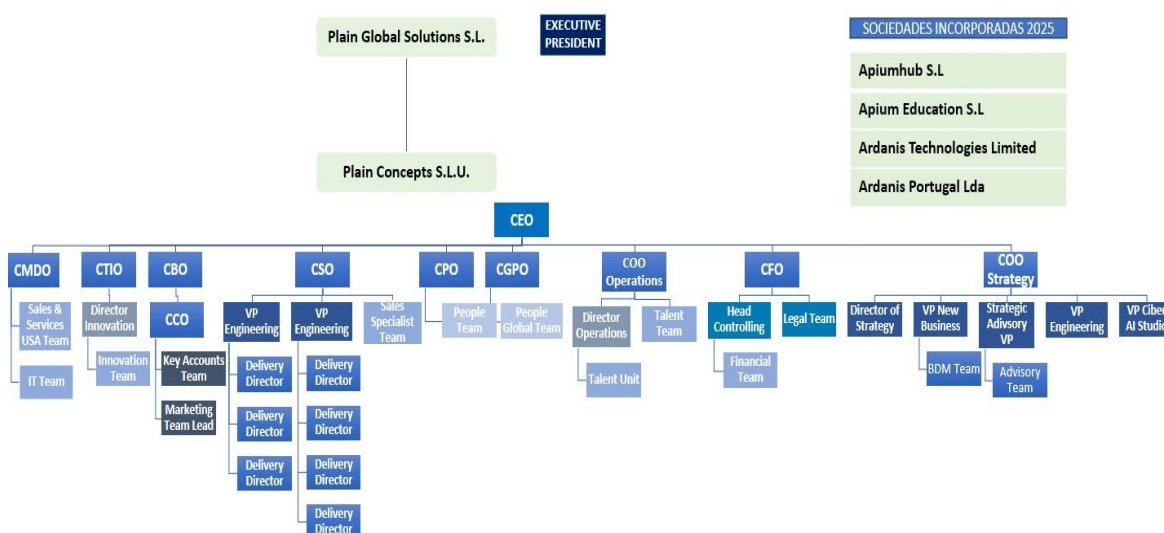 Plain Global Solutions S.L.
EXECUTIVE
PRESIDENT
SOCIEDADES INCORPORADAS 2025
Apiumhub S.L
Apium Education S.L
Ardanis Technologies Limited
Ardanis Portugal Lda
Plain Concepts S.L.U.
CEO
CMDO
CTIO
CBO
CSO
CPO
CGPO
COO
Operations
CFO
COO
Strategy
Sales &
Services
USA Team
IT Team
Director
Innovation
Innovation
Team
CCO
Key Accounts
Team
Marketing
Team Lead
VP
Engineering
Delivery
Director
Delivery
Director
Delivery
Director
VP
Engineering
Delivery
Director
Delivery
Director
Delivery
Director
Delivery
Director
Sales
Specialist
Team
People
Team
People
Global Team
Director
Operations
Talent Unit
Talent
Team
Head
Controlling
Financial
Team
Legal Team
Director of
Strategy
VP New
Business
BDM Team
Strategic
Adivsory
VP
Advisory
Team
VP
Engineering
VP Ciber
AI Studio